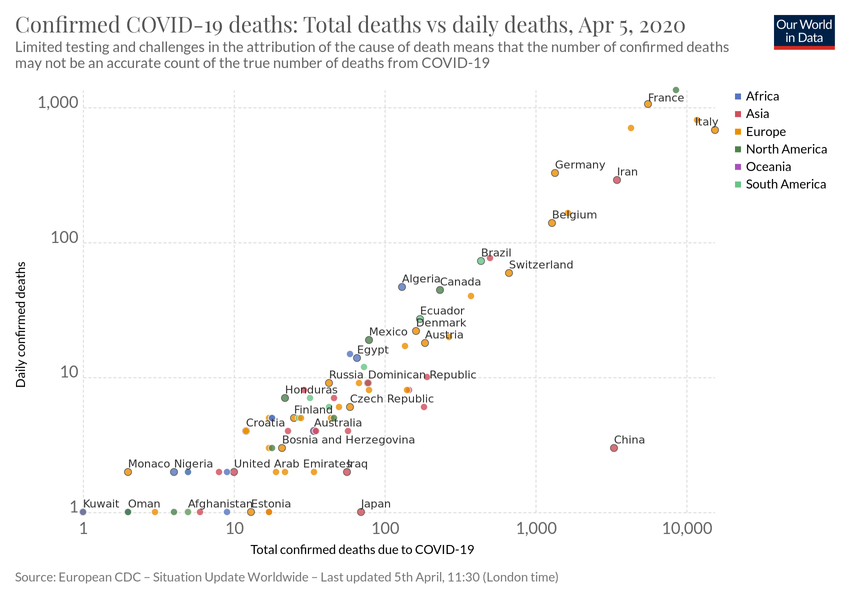 Confirmed COVID-19 deaths: Total deaths vs daily deaths, Apr 5, 2020
Our World
in Data
Limited testing and challenges in the attribution of the cause of death means that the number of confirmed deaths
may not be an accurate count of the true number of deaths from COVID-19
1,000
France
Italy
Africa
Asia
Europe
North America
Oceania
South America
Germany
Iran
Belgium
100
Brazil
Switzerland
Algeria
Canada
Daily confirmed deaths
Ecuador
Denmark
Mexico
Austria
Egypt
10
Russia
Dominican Republic
Honduras
Czech Republic
Finland
Croatia
Australia
Bosnia and Herzegovina
China
Monaco
Nigeria
United Arab Emirates
Iraq
1
Kuwait
Oman
Afghanistan
Estonia
Japan
1
10
100
1,000
10,000
Total confirmed deaths due to COVID-19
Source: European CDC – Situation Update Worldwide – Last updated 5th April, 11:30 (London time)